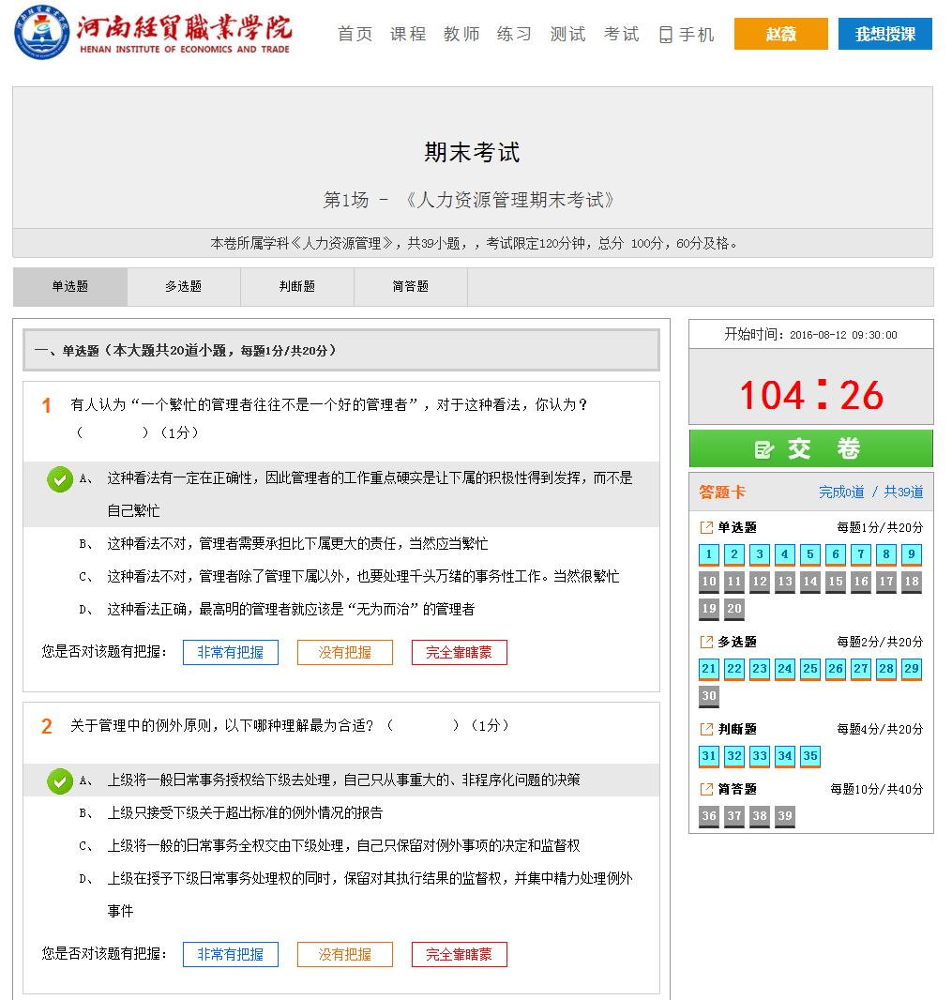 河南经贸職業學院
HENAN INSTITUTE OF ECONOMICS AND TRADE
首页 课程 教师 练习 测试 考试 手机 赵薇 我想授课
期末考试
第1场 - 《人力资源管理期末考试》
本卷所属学科《人力资源管理》，共39小题，，考试限定120分钟，总分 100分，60分及格。
单选题 多选题 判断题 简答题
一、单选题（本大题共20道小题，每题1分/共20分）
1 有人认为“一个繁忙的管理者往往不是一个好的管理者”，对于这种看法，你认为？
（ ）（1分）
A、 这种看法有一定在正确性，因此管理者的工作重点硬实是让下属的积极性得到发挥，而不是
自己繁忙
B、 这种看法不对，管理者需要承担比下属更大的责任，当然应当繁忙
C、 这种看法不对，管理者除了管理下属以外，也要处理千头万绪的事务性工作。当然很繁忙
D、 这种看法正确，最高明的管理者就应该是“无为而治”的管理者
您是否对该题有把握： 非常有把握 没有把握 完全靠瞎蒙
2 关于管理中的例外原则，以下哪种理解最为合适？（ ）（1分）
A、 上级将一般日常事务授权给下级去处理，自己只从事重大的、非程序化问题的决策
B、 上级只接受下级关于超出标准的例外情况的报告
C、 上级将一般的日常事务全权交由下级处理，自己只保留对例外事项的决定和监督权
D、 上级在授予下级日常事务处理权的同时，保留对其执行结果的监督权，并集中精力处理例外
事件
您是否对该题有把握： 非常有把握 没有把握 完全靠瞎蒙
开始时间：2016-08-12 09:30:00
104:26
交 卷
答题卡 完成0道 / 共39道
单选题 每题1分/共20分
1 2 3 4 5 6 7 8 9
10 11 12 13 14 15 16 17 18
19 20
多选题 每题2分/共20分
21 22 23 24 25 26 27 28 29
30
判断题 每题4分/共20分
31 32 33 34 35
简答题 每题10分/共40分
36 37 38 39